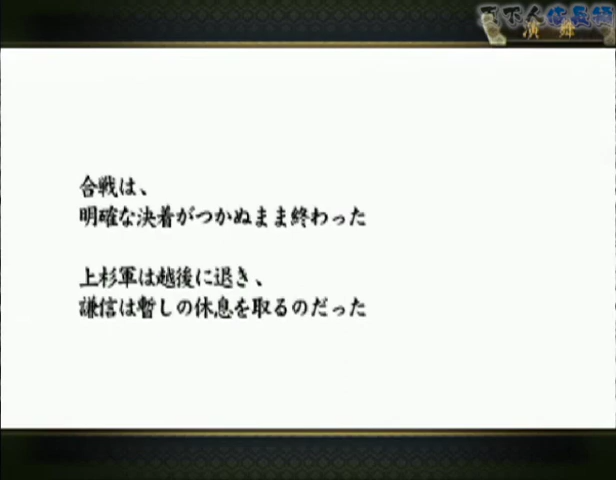 演舞
合戦は、
明確な決着がつかぬまま終わった
上杉軍は越後に退き、
謙信は暫しの休息を取るのだった